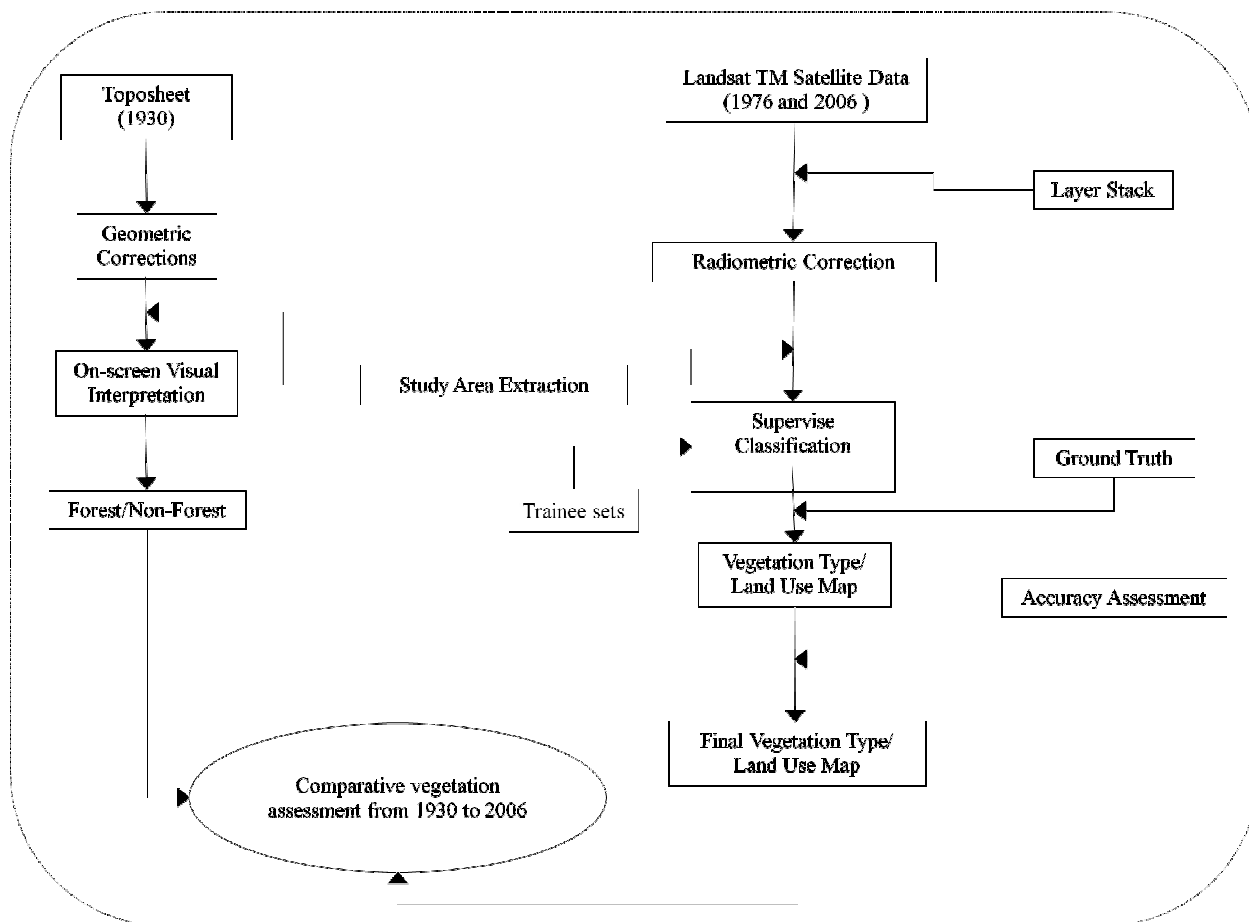 Toposheet
(1930)
Landsat TM Satellite Data
(1976 and 2006 )
Layer Stack
Geometric
Corrections
Radiometric Correction
On-screen Visual
Interpretation
Study Area Extraction
Supervise
Classification
Ground Truth
Forest/Non-Forest
Trainee sets
Vegetation Type/
Land Use Map
Accuracy Assessment
Final Vegetation Type/
Land Use Map
Comparative vegetation
assessment from 1930 to 2006